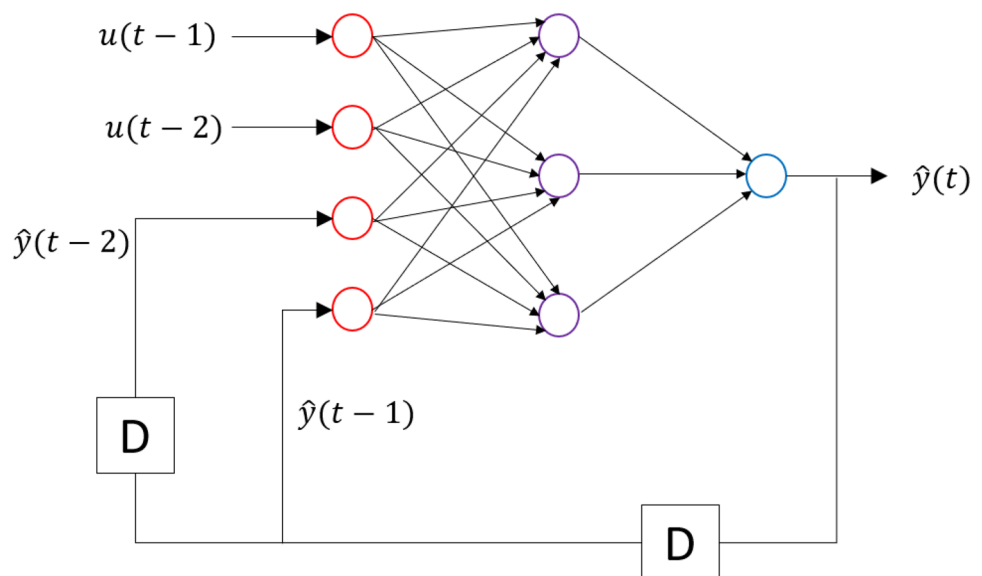 u(t − 1)
u(t − 2)
ŷ(t)
ŷ(t − 2)
ŷ(t − 1)
D
D